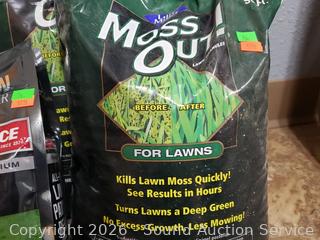 MOSS
OUT!
BEFORE
AFTER
FOR LAWNS
Kills Lawn Moss Quickly!
See Results in Hours
Turns Lawns a Deep Green
No Excess Growth-Less Mowing!
Copyright 2026 - Sound Auction Service